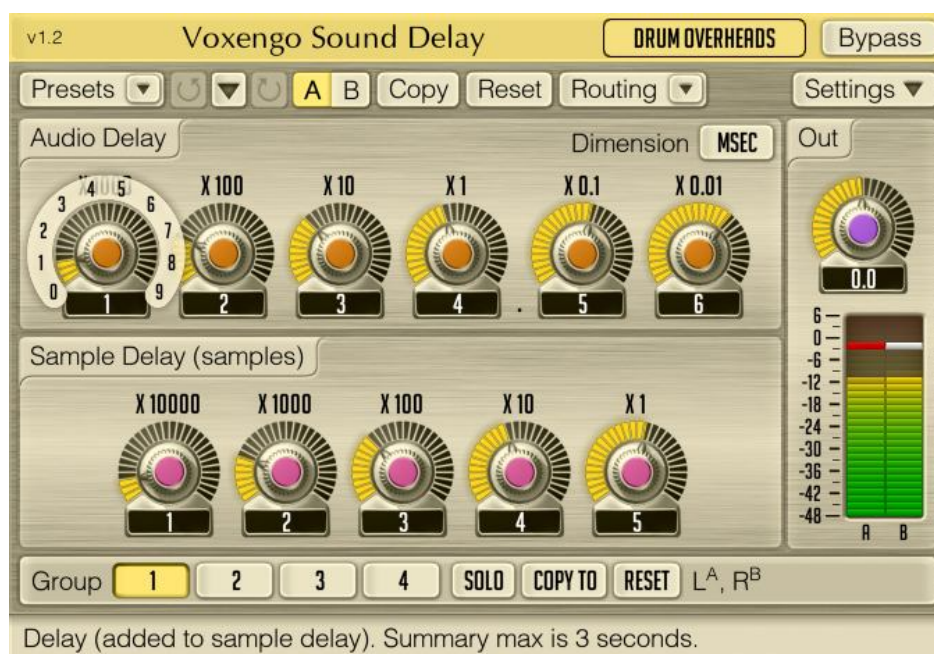 v1.2 Voxengo Sound Delay DRUM OVERHEADS Bypass
Presets A B Copy Reset Routing Settings
Audio Delay Dimension MSEC Out
X 100 X 10 X 1 X 0.1 X 0.01
0 1 2 3 4 5 6 7 8 9
1 2 3 4 . 5 6 0.0
Sample Delay (samples)
X 10000 X 1000 X 100 X 10 X 1
1 2 3 4 5
6
0
-6
-12
-18
-24
-30
-36
-42
-48
A B
Group 1 2 3 4 SOLO COPY TO RESET L^A, R^B
Delay (added to sample delay). Summary max is 3 seconds.